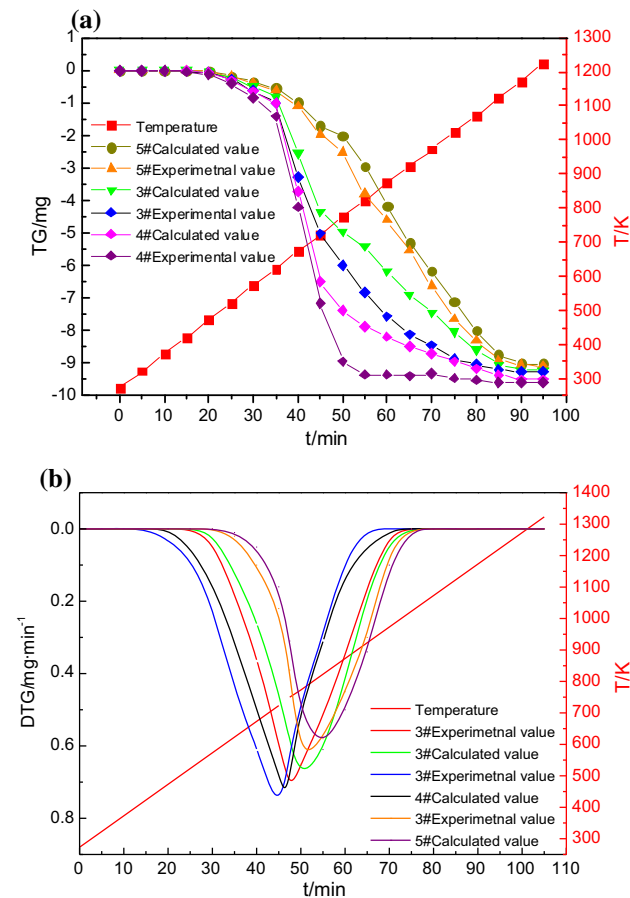 (a)
1300
1200
1100
1000
900
800
700
600
500
400
300
T/K
1
0
-1
-2
-3
-4
-5
-6
-7
-8
-9
-10
TG/mg
Temperature
5#Calculated value
5#Experimetnal value
3#Calculated value
3#Experimental value
4#Calculated value
4#Experimental value
0 10 20 30 40 50 60 70 80 90 100
t/min
(b)
1400
1300
1200
1100
1000
900
800
700
600
500
400
300
T/K
0.0
0.2
0.4
0.6
0.8
DTG/mg·min⁻¹
Temperature
3#Experimetnal value
3#Calculated value
3#Experimetnal value
4#Calculated value
3#Experimetnal value
5#Calculated value
0 10 20 30 40 50 60 70 80 90 100 110
t/min